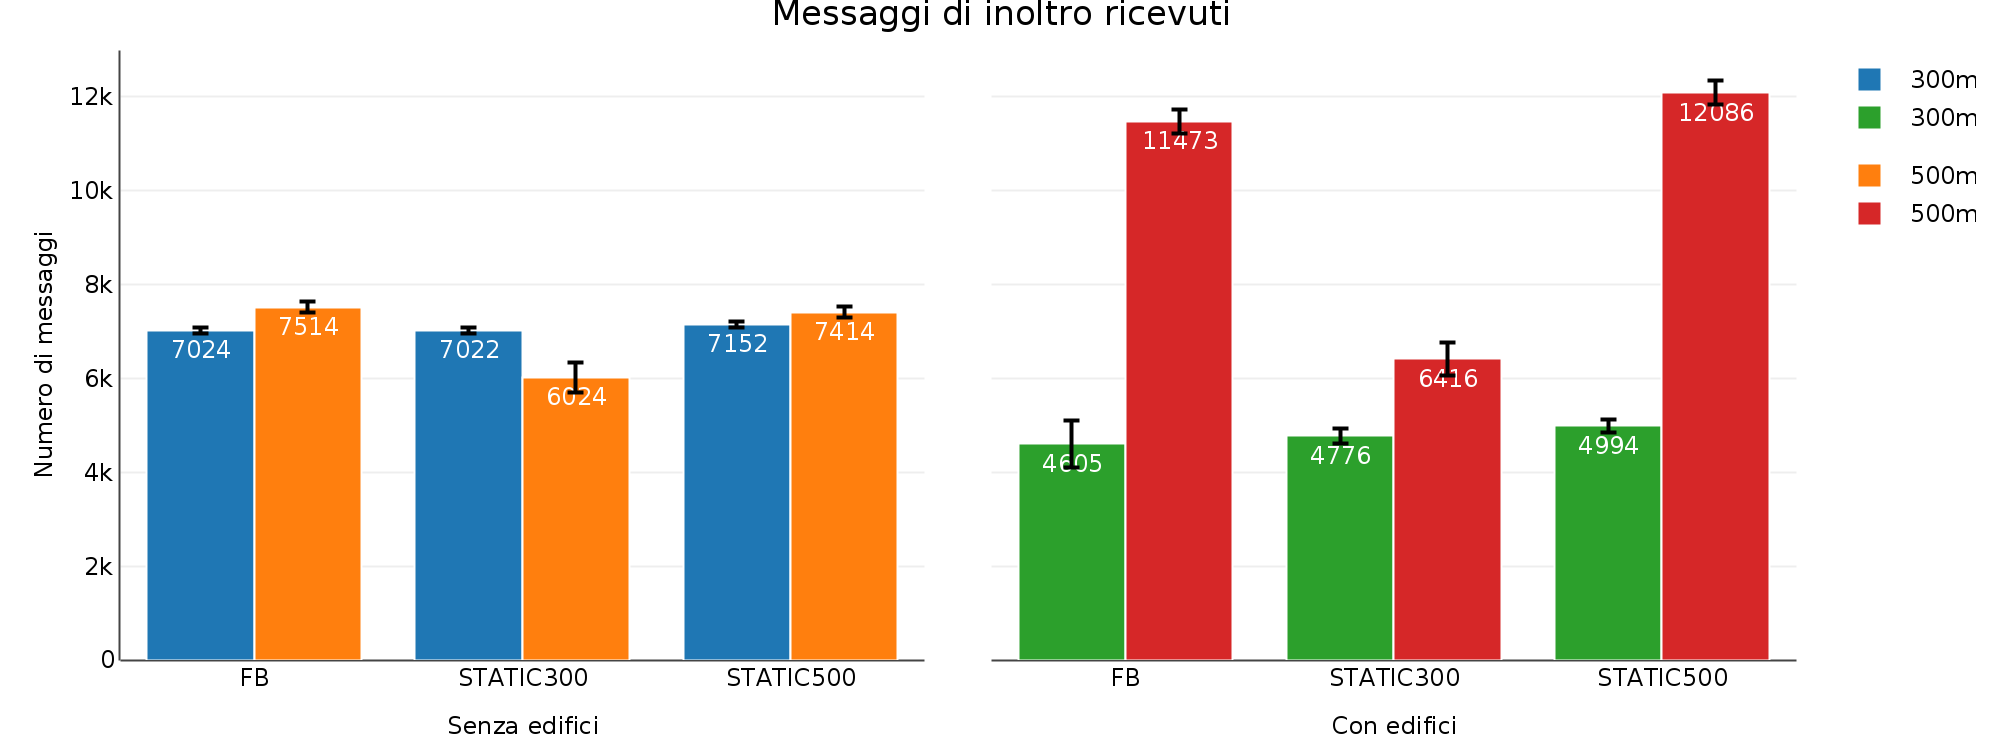 Messaggi di inoltro ricevuti
Numero di messaggi
12k
10k
8k
6k
4k
2k
0
7024
7514
7022
6024
7152
7414
FB
STATIC300
STATIC500
Senza edifici
4605
11473
4776
6416
4994
12086
FB
STATIC300
STATIC500
Con edifici
300m
300m
500m
500m